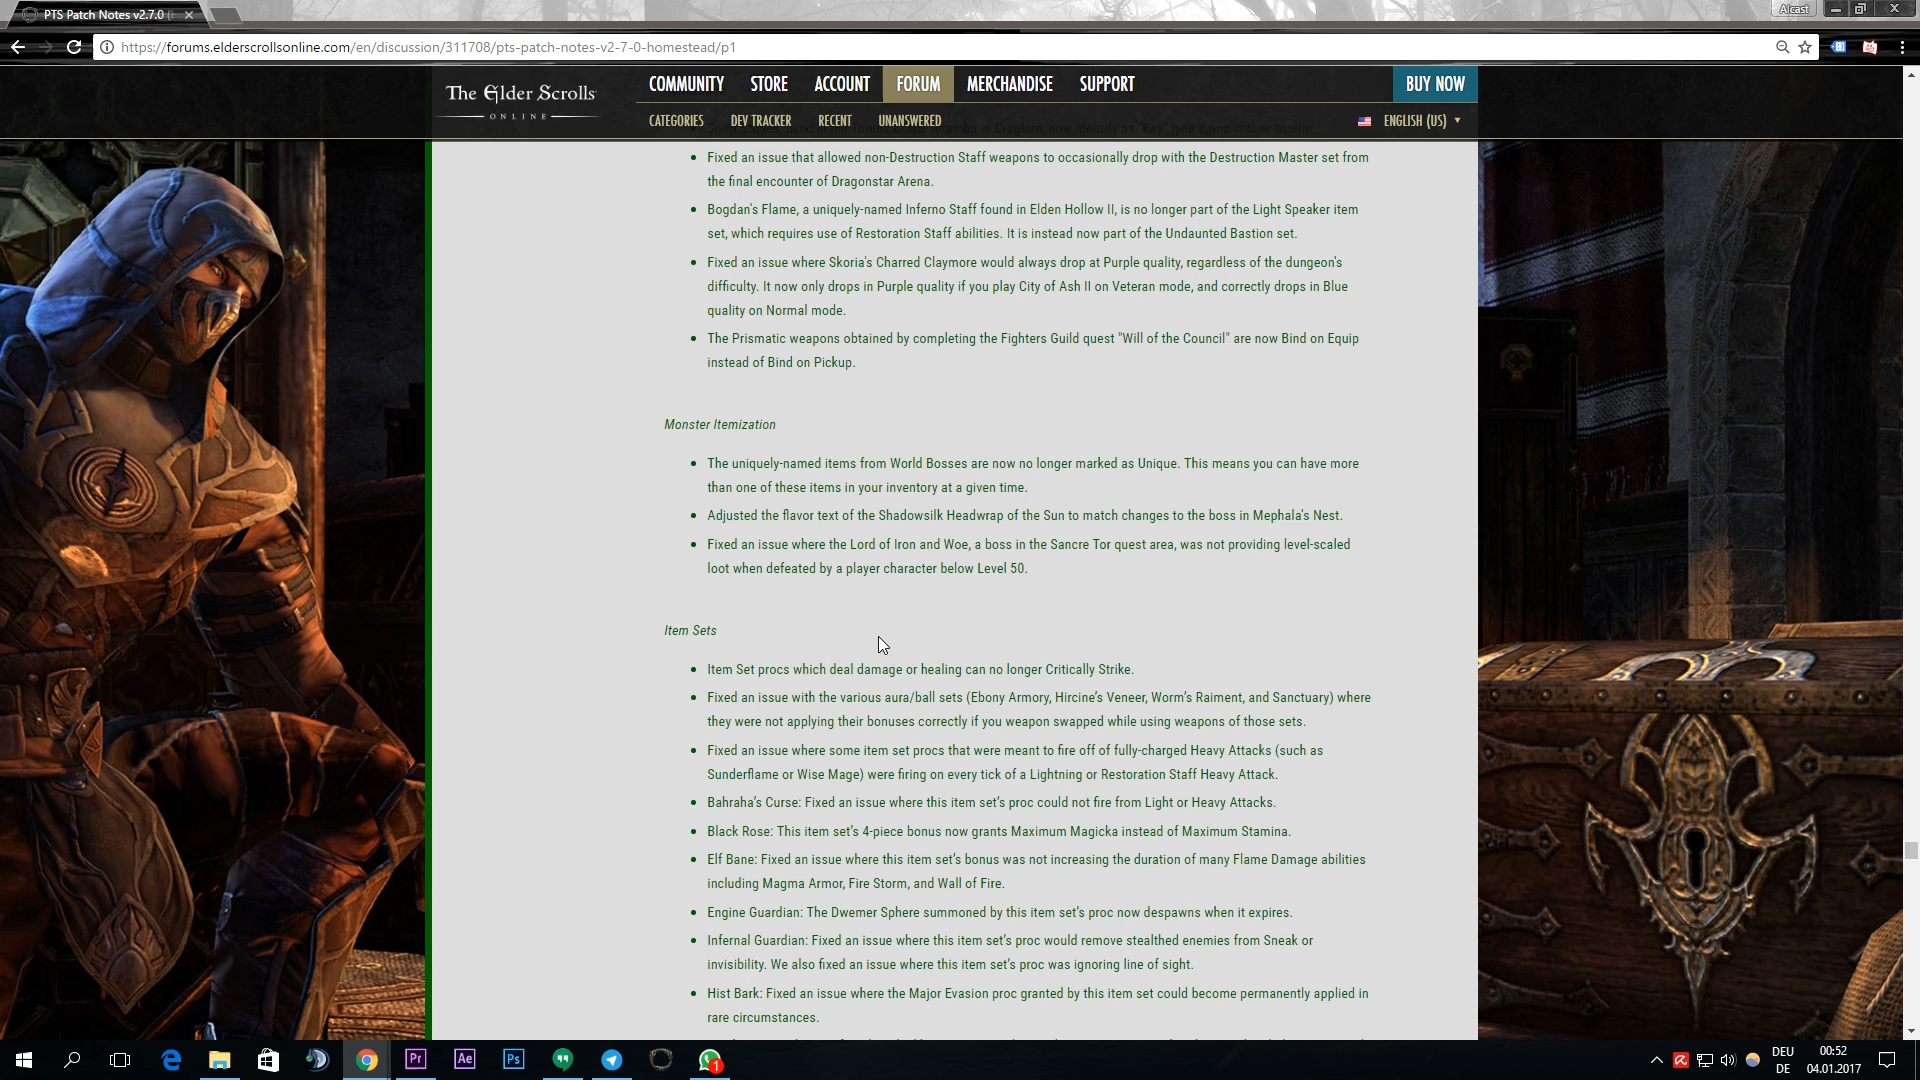 PTS Patch Notes v2.7.0 (
Alcast
https://forums.elderscrollsonline.com/en/discussion/311708/pts-patch-notes-v2-7-0-homestead/p1
The Elder Scrolls
ONLINE
COMMUNITY STORE ACCOUNT FORUM MERCHANDISE SUPPORT
BUY NOW
CATEGORIES DEV TRACKER RECENT UNANSWERED
ENGLISH (US)
Fixed an issue that allowed non-Destruction Staff weapons to occasionally drop with the Destruction Master set from
the final encounter of Dragonstar Arena.
Bogdan's Flame, a uniquely-named Inferno Staff found in Elden Hollow II, is no longer part of the Light Speaker item
set, which requires use of Restoration Staff abilities. It is instead now part of the Undaunted Bastion set.
Fixed an issue where Skoria's Charred Claymore would always drop at Purple quality, regardless of the dungeon's
difficulty. It now only drops in Purple quality if you play City of Ash II on Veteran mode, and correctly drops in Blue
quality on Normal mode.
The Prismatic weapons obtained by completing the Fighters Guild quest "Will of the Council" are now Bind on Equip
instead of Bind on Pickup.
Monster Itemization
The uniquely-named items from World Bosses are now no longer marked as Unique. This means you can have more
than one of these items in your inventory at a given time.
Adjusted the flavor text of the Shadowsilk Headwrap of the Sun to match changes to the boss in Mephala's Nest.
Fixed an issue where the Lord of Iron and Woe, a boss in the Sancre Tor quest area, was not providing level-scaled
loot when defeated by a player character below Level 50.
Item Sets
Item Set procs which deal damage or healing can no longer Critically Strike.
Fixed an issue with the various aura/ball sets (Ebony Armory, Hircine's Veneer, Worm's Raiment, and Sanctuary) where
they were not applying their bonuses correctly if you weapon swapped while using weapons of those sets.
Fixed an issue where some item set procs that were meant to fire off of fully-charged Heavy Attacks (such as
Sunderflame or Wise Mage) were firing on every tick of a Lightning or Restoration Staff Heavy Attack.
Bahraha's Curse: Fixed an issue where this item set's proc could not fire from Light or Heavy Attacks.
Black Rose: This item set's 4-piece bonus now grants Maximum Magicka instead of Maximum Stamina.
Elf Bane: Fixed an issue where this item set's bonus was not increasing the duration of many Flame Damage abilities
including Magma Armor, Fire Storm, and Wall of Fire.
Engine Guardian: The Dwemer Sphere summoned by this item set's proc now despawns when it expires.
Infernal Guardian: Fixed an issue where this item set's proc would remove stealthed enemies from Sneak or
invisibility. We also fixed an issue where this item set's proc was ignoring line of sight.
Hist Bark: Fixed an issue where the Major Evasion proc granted by this item set could become permanently applied in
rare circumstances.
Pr Ae Ps 1
DEU 00:52
DE 04.01.2017